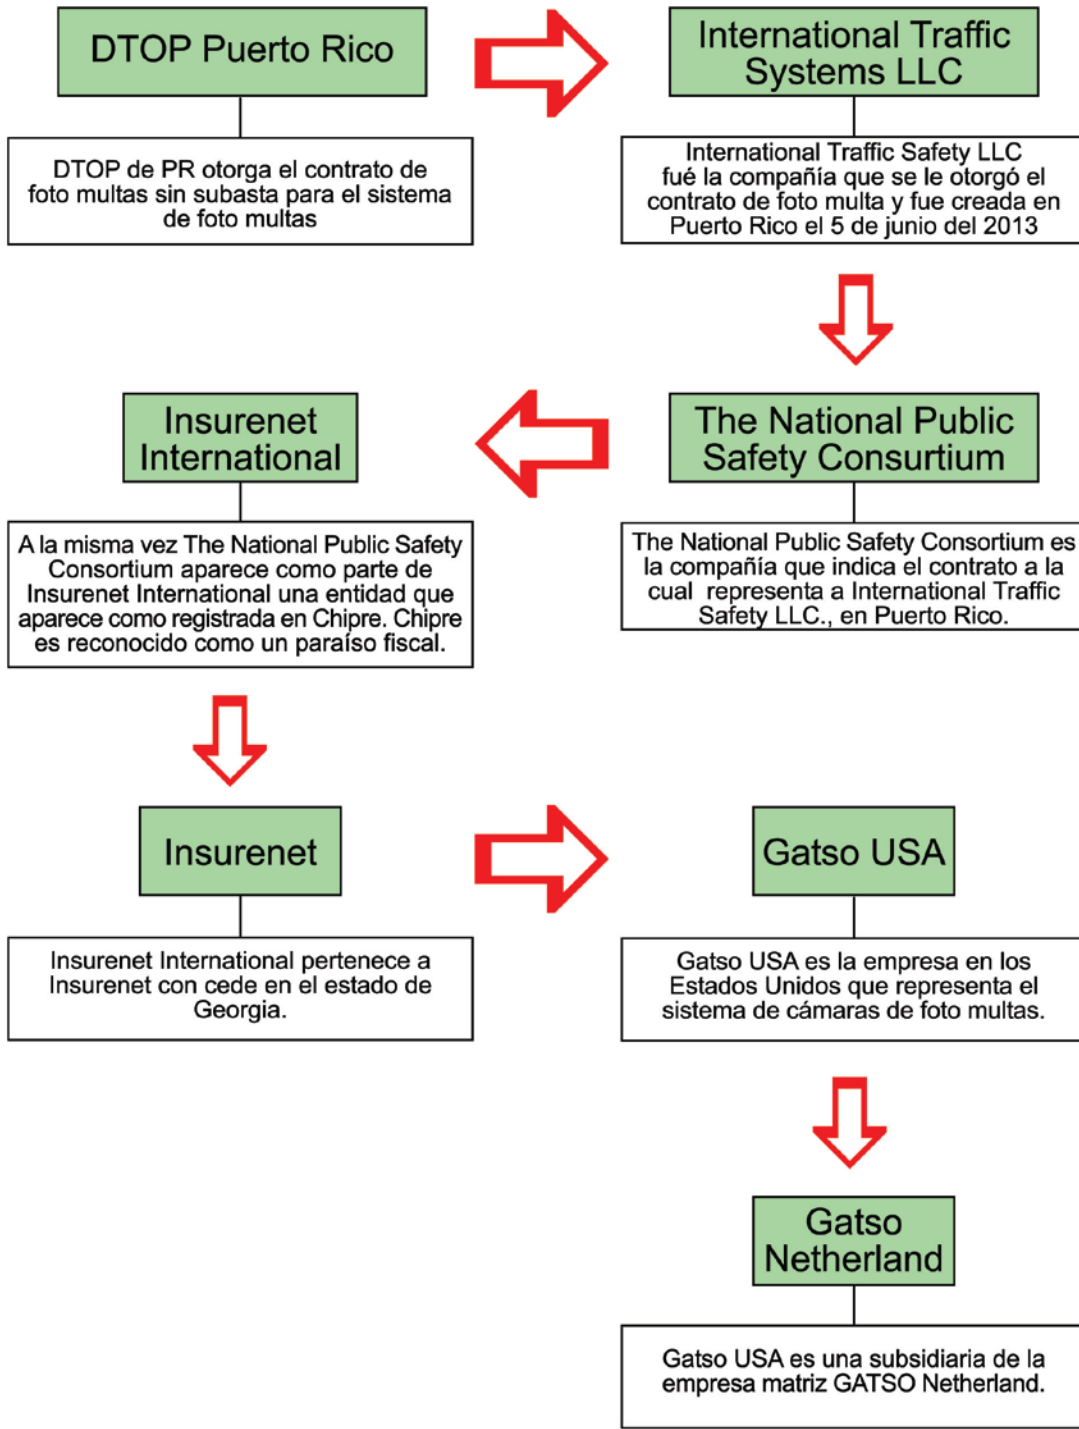 DTOP Puerto Rico
DTOP de PR otorga el contrato de
foto multas sin subasta para el sistema
de foto multas
International Traffic
Systems LLC
International Traffic Safety LLC
fué la compañía que se le otorgó el
contrato de foto multa y fue creada en
Puerto Rico el 5 de junio del 2013
The National Public
Safety Consurtium
The National Public Safety Consortium es
la compañía que indica el contrato a la
cual representa a International Traffic
Safety LLC., en Puerto Rico.
Insurenet
International
A la misma vez The National Public Safety
Consortium aparece como parte de
Insurenet International una entidad que
aparece como registrada en Chipre. Chipre
es reconocido como un paraíso fiscal.
Insurenet
Insurenet International pertenece a
Insurenet con cede en el estado de
Georgia.
Gatso USA
Gatso USA es la empresa en los
Estados Unidos que representa el
sistema de cámaras de foto multas.
Gatso
Netherland
Gatso USA es una subsidiaria de la
empresa matriz GATSO Netherland.